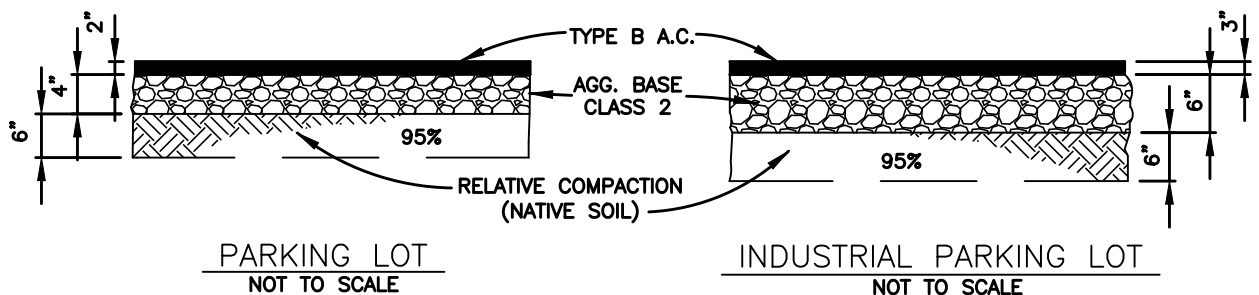 2"
4"
6"
TYPE B A.C.
AGG. BASE
CLASS 2
95%
RELATIVE COMPACTION
(NATIVE SOIL)
PARKING LOT
NOT TO SCALE
3"
6"
6"
95%
INDUSTRIAL PARKING LOT
NOT TO SCALE